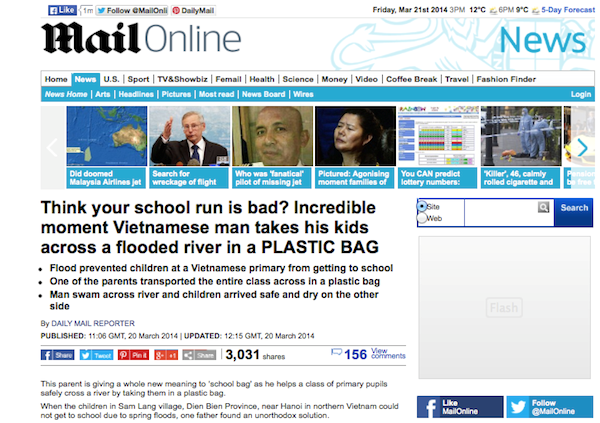 Like 1m Follow @MailOnli DailyMail
Friday, Mar 21st 2014 3PM 12°C 6PM 9°C 5-Day Forecast
Mail Online
News
Home News U.S. Sport TV&Showbiz Femail Health Science Money Video Coffee Break Travel Fashion Finder
News Home Arts Headlines Pictures Most read News Board Wires Login
Did doomed
Malaysia Airlines jet
Search for
wreckage of flight
Who was 'fanatical'
pilot of missing jet
Pictured: Agonising
moment families of
You CAN predict
lottery numbers:
'Killer', 46, calmly
rolled cigarette and
be free
Think your school run is bad? Incredible
moment Vietnamese man takes his kids
across a flooded river in a PLASTIC BAG
Flood prevented children at a Vietnamese primary from getting to school
One of the parents transported the entire class across in a plastic bag
Man swam across river and children arrived safe and dry on the other
side
By DAILY MAIL REPORTER
PUBLISHED: 11:06 GMT, 20 March 2014 | UPDATED: 12:15 GMT, 20 March 2014
Share Tweet Pin it +1 Share 3,031 shares
156 View
comments
This parent is giving a whole new meaning to 'school bag' as he helps a class of primary pupils
safely cross a river by taking them in a plastic bag.
When the children in Sam Lang village, Dien Bien Province, near Hanoi in northern Vietnam could
not get to school due to spring floods, one father found an unorthodox solution.
Site
Web
Search
Flash
Like
MailOnline
Follow
@MailOnline